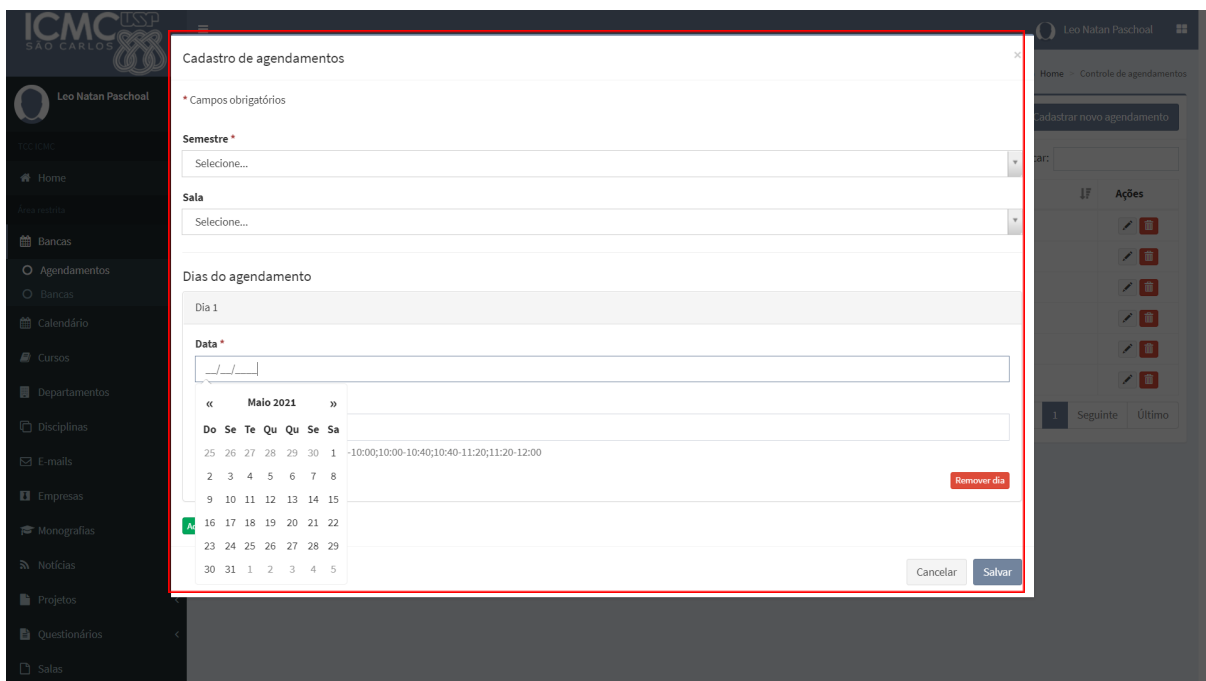 ICMC USP
SÃO CARLOS
Leo Natan Paschoal
Leo Natan Paschoal
TCC ICMC
Home
Área restrita
Bancas
Agendamentos
Bancas
Calendário
Cursos
Departamentos
Disciplinas
E-mails
Empresas
Monografias
Notícias
Projetos
Questionários
Salas
Home > Controle de agendamentos
Cadastrar novo agendamento
Ações
1 Seguinte Último
Cadastro de agendamentos ×
* Campos obrigatórios
Semestre *
Selecione...
Sala
Selecione...
Dias do agendamento
Dia 1
Data *
__/__/____
« Maio 2021 »
Do Se Te Qu Qu Se Sa
25 26 27 28 29 30 1
2 3 4 5 6 7 8
9 10 11 12 13 14 15
16 17 18 19 20 21 22
23 24 25 26 27 28 29
30 31 1 2 3 4 5
-10:00;10:00-10:40;10:40-11:20;11:20-12:00
Remover dia
Cancelar Salvar